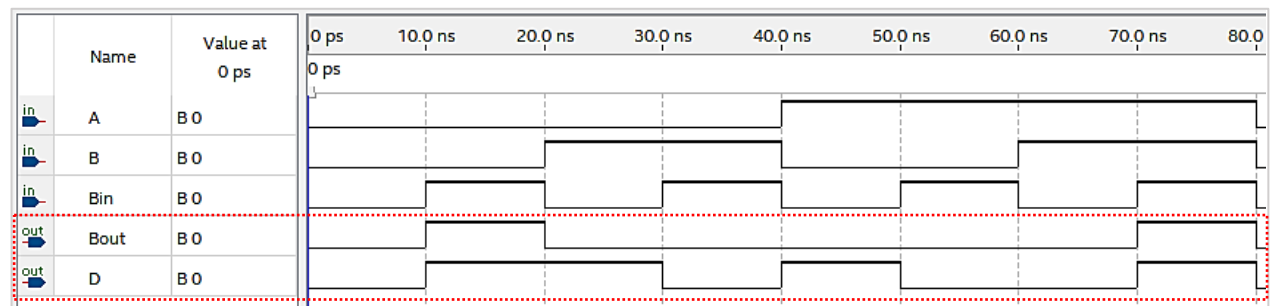 Name
Value at
0 ps
0 ps 10.0 ns 20.0 ns 30.0 ns 40.0 ns 50.0 ns 60.0 ns 70.0 ns 80.0
0 ps
in A B 0
in B B 0
in Bin B 0
out Bout B 0
out D B 0